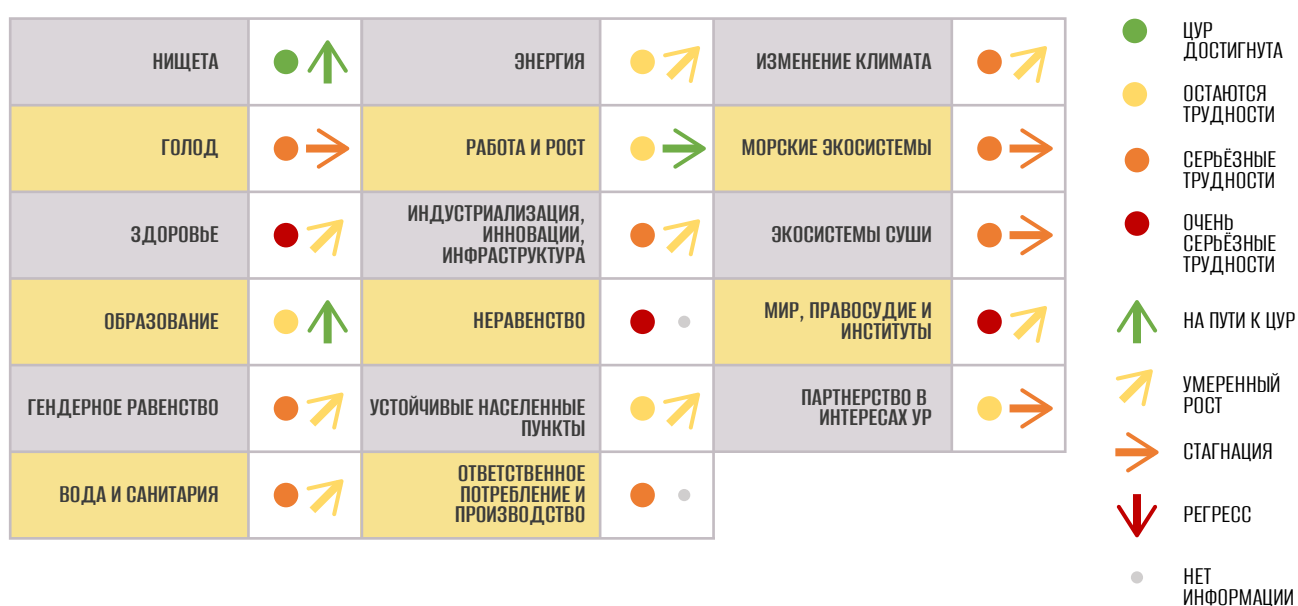 НИЩЕТА
ЭНЕРГИЯ
ИЗМЕНЕНИЕ КЛИМАТА
ГОЛОД
РАБОТА И РОСТ
МОРСКИЕ ЭКОСИСТЕМЫ
ЗДОРОВЬЕ
ИНДУСТРИАЛИЗАЦИЯ,
ИННОВАЦИИ,
ИНФРАСТРУКТУРА
ЭКОСИСТЕМЫ СУШИ
ОБРАЗОВАНИЕ
НЕРАВЕНСТВО
МИР, ПРАВОСУДИЕ И
ИНСТИТУТЫ
ГЕНДЕРНОЕ РАВЕНСТВО
УСТОЙЧИВЫЕ НАСЕЛЕННЫЕ
ПУНКТЫ
ПАРТНЕРСТВО В
ИНТЕРЕСАХ УР
ВОДА И САНИТАРИЯ
ОТВЕТСТВЕННОЕ
ПОТРЕБЛЕНИЕ И
ПРОИЗВОДСТВО
ЦУР
ДОСТИГНУТА
ОСТАЮТСЯ
ТРУДНОСТИ
СЕРЬЁЗНЫЕ
ТРУДНОСТИ
ОЧЕНЬ
СЕРЬЁЗНЫЕ
ТРУДНОСТИ
НА ПУТИ К ЦУР
УМЕРЕННЫЙ
РОСТ
СТАГНАЦИЯ
РЕГРЕСС
НЕТ
ИНФОРМАЦИИ